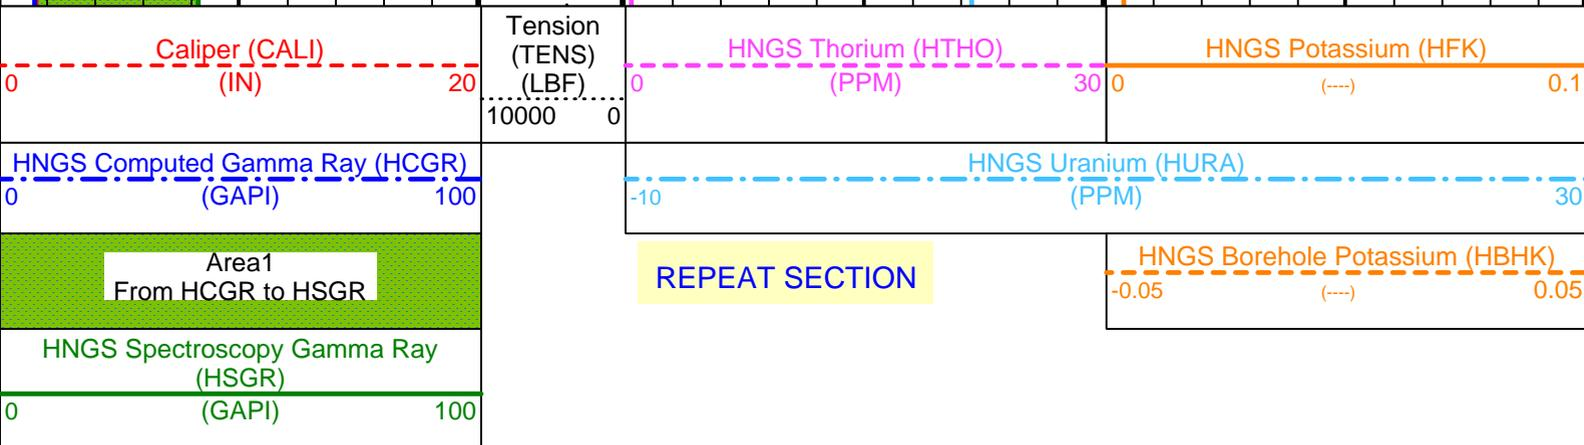 Caliper (CALI)
0 (IN) 20
Tension
(TENS)
(LBF)
10000 0
HNGS Thorium (HTHO)
0 (PPM) 30
HNGS Potassium (HFK)
0 (----) 0.1
HNGS Computed Gamma Ray (HCGR)
0 (GAPI) 100
HNGS Uranium (HURA)
-10 (PPM) 30
Area1
From HCGR to HSGR
REPEAT SECTION
HNGS Borehole Potassium (HBHK)
-0.05 (----) 0.05
HNGS Spectroscopy Gamma Ray
(HSGR)
0 (GAPI) 100